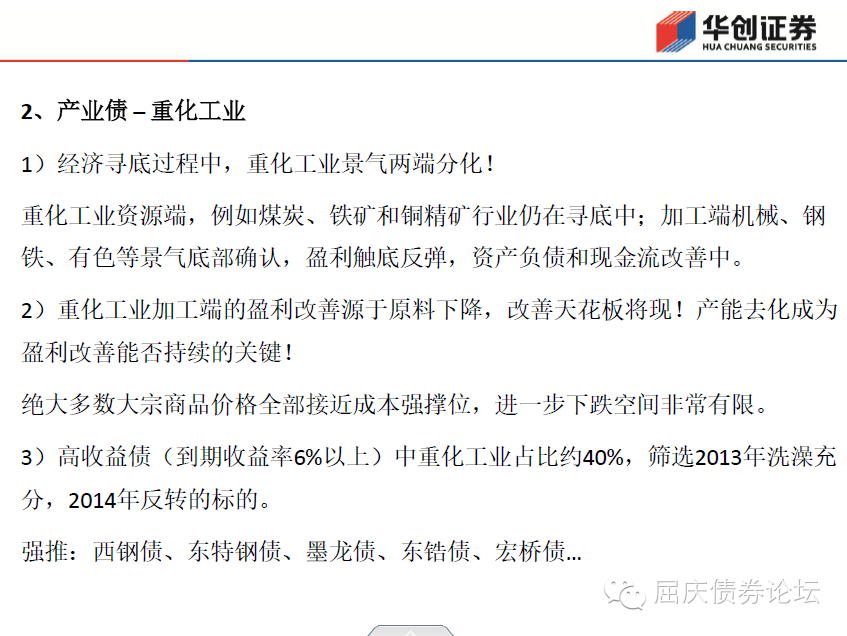 华创证券
HUA CHUANG SECURITIES
2、产业债 – 重化工业
1）经济寻底过程中，重化工业景气两端分化！
重化工业资源端，例如煤炭、铁矿和铜精矿行业仍在寻底中；加工端机械、钢
铁、有色等景气底部确认，盈利触底反弹，资产负债和现金流改善中。
2）重化工业加工端的盈利改善源于原料下降，改善天花板将现！产能去化成为
盈利改善能否持续的关键！
绝大多数大宗商品价格全部接近成本强撑位，进一步下跌空间非常有限。
3）高收益债（到期收益率6%以上）中重化工业占比约40%，筛选2013年洗澡充
分，2014年反转的标的。
强推：西钢债、东特钢债、墨龙债、东锆债、宏桥债...
屈庆债券论坛